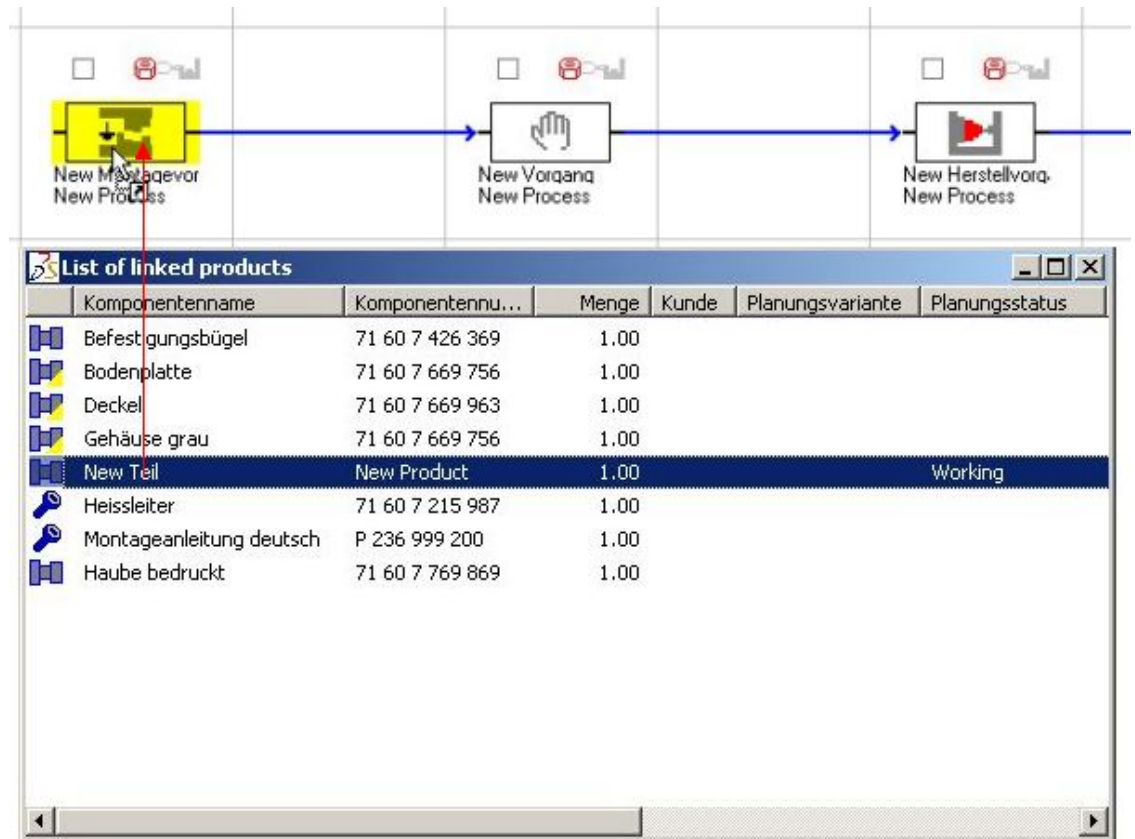 New Montagevor
New Process
New Vorgang
New Process
New Herstellvorg.
New Process
List of linked products
Komponentenname Komponentennu... Menge Kunde Planungsvariante Planungsstatus
Befestigungsbügel 71 60 7 426 369 1.00
Bodenplatte 71 60 7 669 756 1.00
Deckel 71 60 7 669 963 1.00
Gehäuse grau 71 60 7 669 756 1.00
New Teil New Product 1.00 Working
Heissleiter 71 60 7 215 987 1.00
Montageanleitung deutsch P 236 999 200 1.00
Haube bedruckt 71 60 7 769 869 1.00